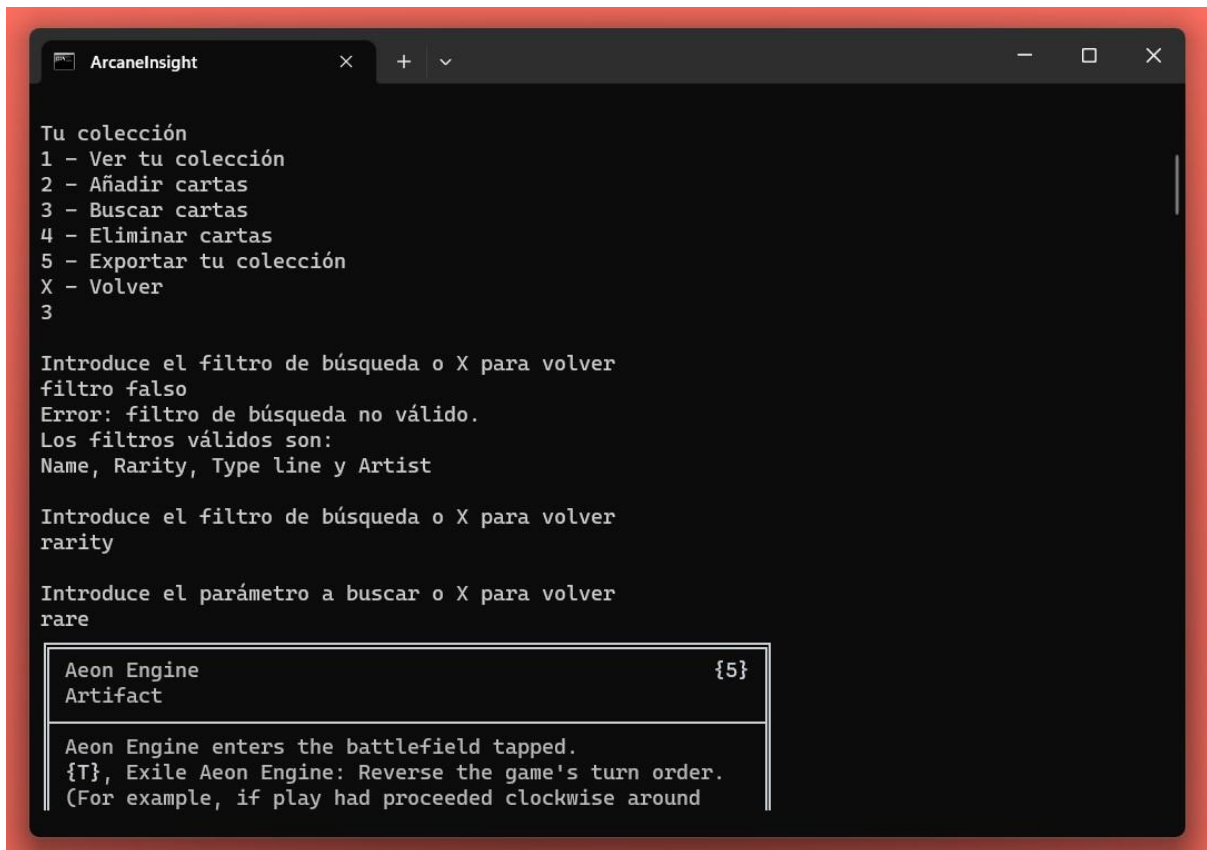 ArcaneInsight
Tu colección
1 – Ver tu colección
2 – Añadir cartas
3 – Buscar cartas
4 – Eliminar cartas
5 – Exportar tu colección
X – Volver
3
Introduce el filtro de búsqueda o X para volver
filtro falso
Error: filtro de búsqueda no válido.
Los filtros válidos son:
Name, Rarity, Type line y Artist
Introduce el filtro de búsqueda o X para volver
rarity
Introduce el parámetro a buscar o X para volver
rare
Aeon Engine {5}
Artifact
Aeon Engine enters the battlefield tapped.
{T}, Exile Aeon Engine: Reverse the game's turn order.
(For example, if play had proceeded clockwise around